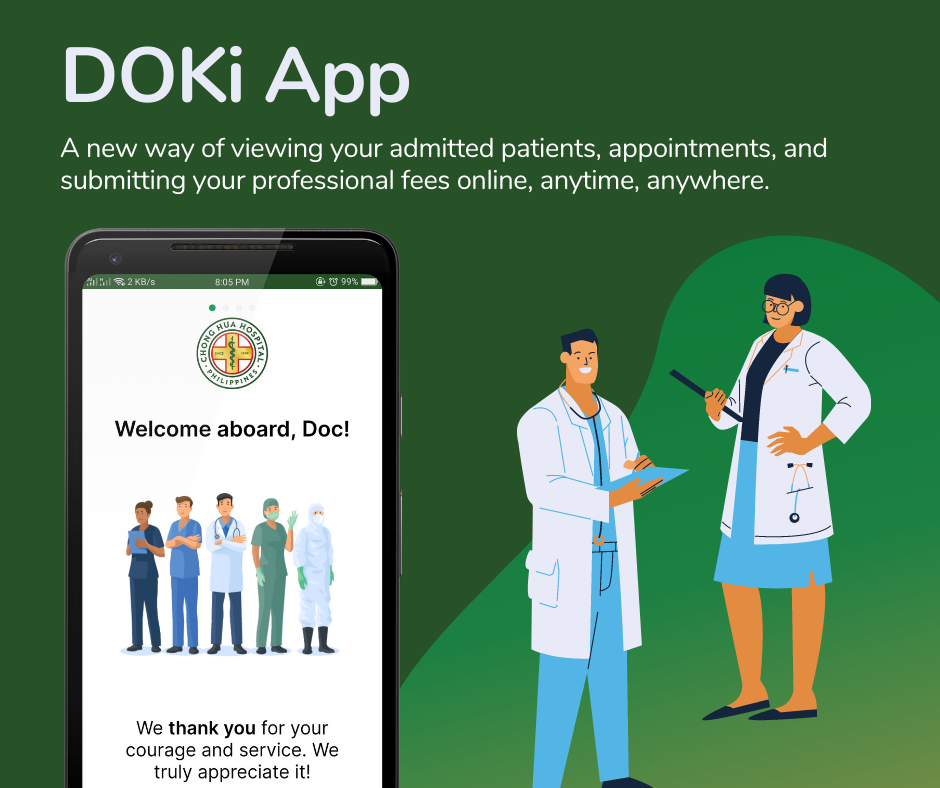 DOKi App
A new way of viewing your admitted patients, appointments, and
submitting your professional fees online, anytime, anywhere.
2 KB/s 8:05 PM 99%
CHONG HUA HOSPITAL
PHILIPPINES
Welcome aboard, Doc!
We thank you for your
courage and service. We
truly appreciate it!